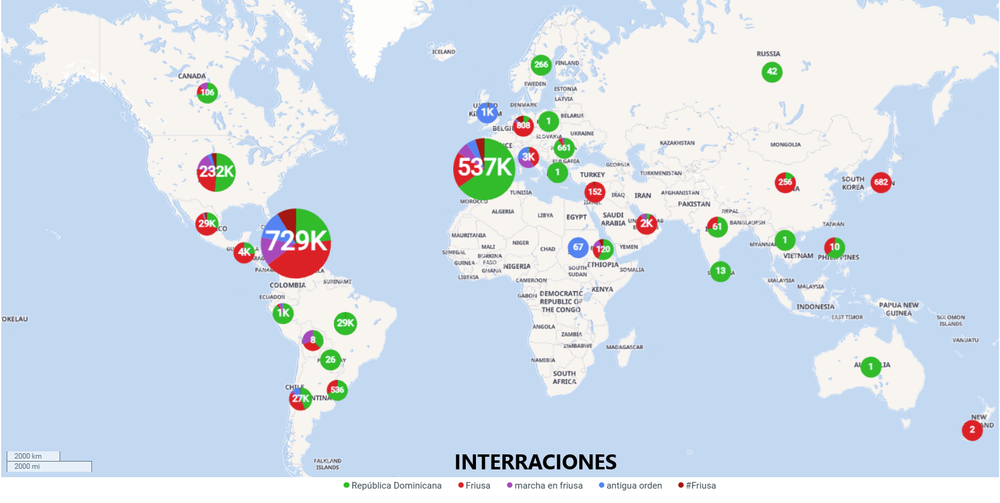 ICELAND
RUSSIA
FINLAND
266
42
CANADA
SWEDEN
ESTONIA
106
LATVIA
DENMARK
1K
BELARUS
808
1
UKRAINE
SLOVAKIA
KAZAKHSTAN
MONGOLIA
661
3K
BULGARIA
GEORGIA
232K
537K
1
TURKEY
TURKMENISTAN
SOUTH
KOREA
256
682
152
TUNISIA
IRAQ
IRAN
AFGHANISTAN
MOROCCO
ISRAEL
PAKISTAN
ALGERIA
LIBYA
EGYPT
SAUDI
ARABIA
NEPAL
29K
2K
61
BANGLADESH
TAIWAN
729K
MAURITANIA
MALI
NIGER
CHAD
67
120
YEMEN
MYANMAR
1
10
4K
SENEGAL
BURKINA
FASO
VIETNAM
PHILIPPINES
GUINEA
GHANA
NIGERIA
SOUTH
SUDAN
ETHIOPIA
SOMALIA
13
LIBERIA
CAMEROON
MALAYSIA
MALAYSIA
COLOMBIA
SURINAME
KENYA
ECUADOR
GABON
DEMOCRATIC
REPUBLIC OF
THE CONGO
INDONESIA
PAPUA NEW
GUINEA
1K
EAST TIMOR
SOLOMON
ISLANDS
TOKELAU
29K
ANGOLA
ZAMBIA
8
ZIMBABWE
MADAGASCAR
VANUATU
26
NAMIBIA
1
SOUTH
AFRICA
CHILE
536
27K
NEW
2
2000 km
2000 mi
FALKLAND
ISLANDS
INTERRACIONES
República Dominicana
Friusa
marcha en friusa
antigua orden
#Friusa